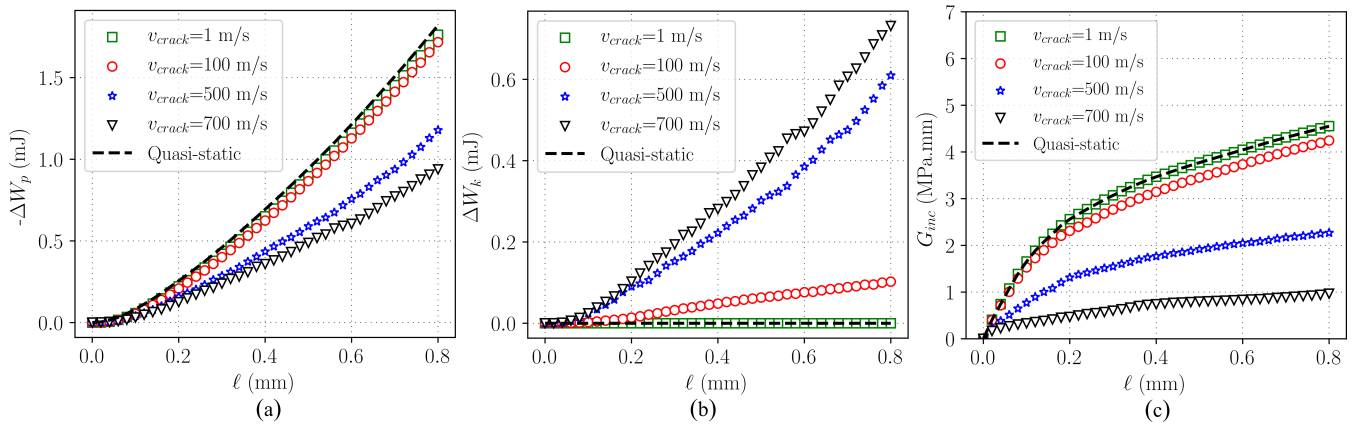 v_crack=1 m/s
v_crack=100 m/s
v_crack=500 m/s
v_crack=700 m/s
Quasi-static
-ΔW_p (mJ)
1.5
1.0
0.5
0.0
0.0 0.2 0.4 0.6 0.8
ℓ (mm)
(a)
v_crack=1 m/s
v_crack=100 m/s
v_crack=500 m/s
v_crack=700 m/s
Quasi-static
ΔW_k (mJ)
0.6
0.4
0.2
0.0
0.0 0.2 0.4 0.6 0.8
ℓ (mm)
(b)
v_crack=1 m/s
v_crack=100 m/s
v_crack=500 m/s
v_crack=700 m/s
Quasi-static
G_inc (MPa.mm)
7
6
5
4
3
2
1
0
0.0 0.2 0.4 0.6 0.8
ℓ (mm)
(c)